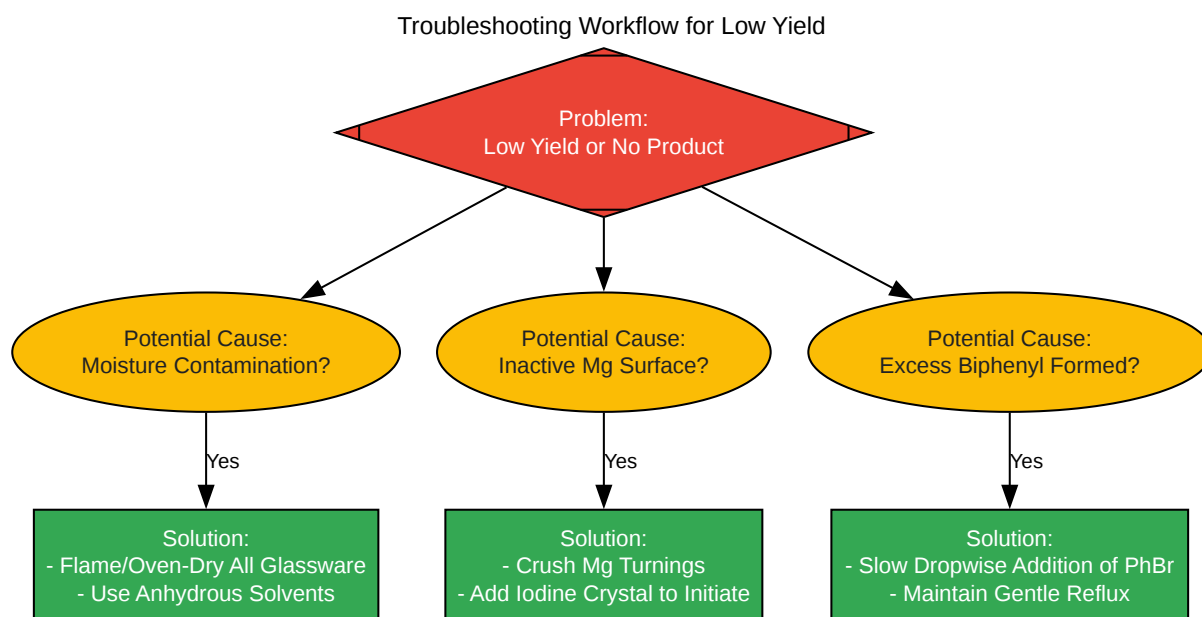 Troubleshooting Workflow for Low Yield
Problem:
Low Yield or No Product
Potential Cause:
Moisture Contamination?
Potential Cause:
Inactive Mg Surface?
Potential Cause:
Excess Biphenyl Formed?
Yes
Yes
Yes
Solution:
- Flame/Oven-Dry All Glassware
- Use Anhydrous Solvents
Solution:
- Crush Mg Turnings
- Add Iodine Crystal to Initiate
Solution:
- Slow Dropwise Addition of PhBr
- Maintain Gentle Reflux